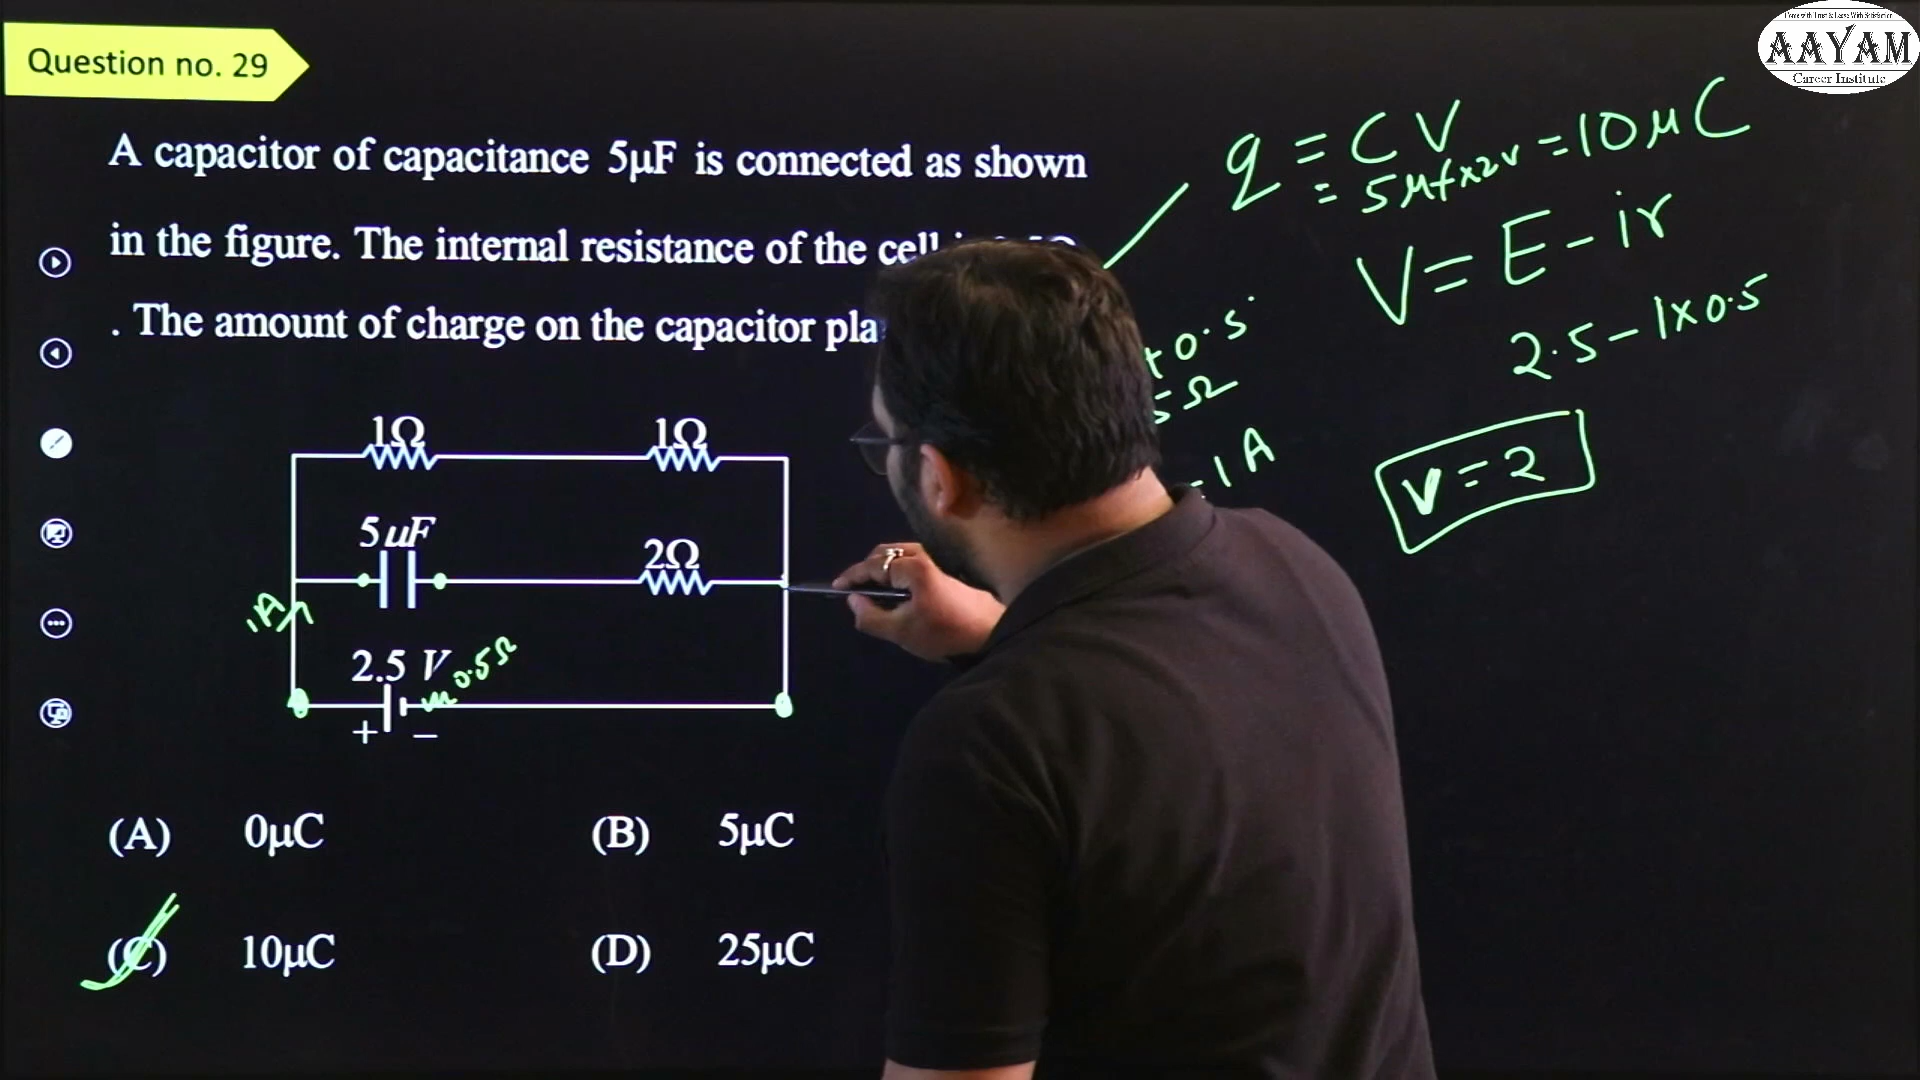 Question no. 29
AAYAM
Career Institute
A capacitor of capacitance 5μF is connected as shown
in the figure. The internal resistance of the cell
. The amount of charge on the capacitor pla
1Ω
1Ω
5 μF
2Ω
1A
2.5 V
0.5Ω
+ −
(A) 0μC
(B) 5μC
(C) 10μC
(D) 25μC
q = CV
= 5μf×2v = 10μC
V = E - ir
2.5 - 1×0.5
V = 2
+ 0.5
5Ω
= 1A